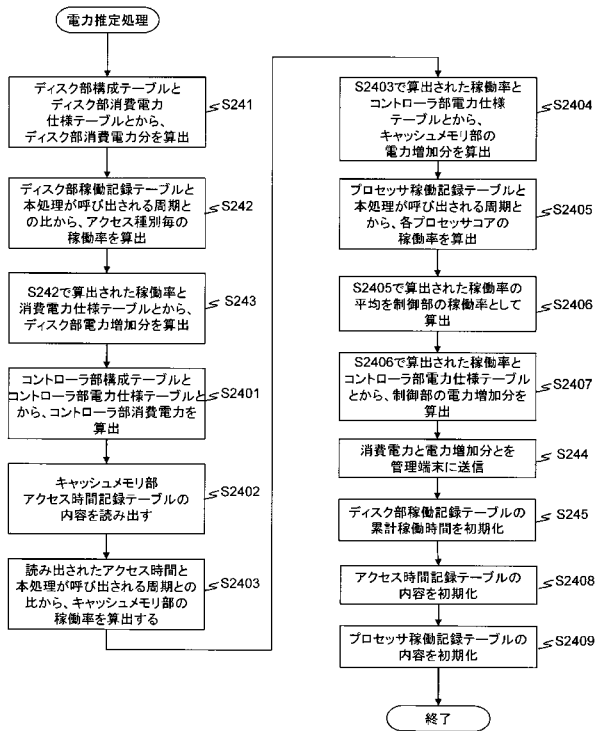 電力推定処理
ディスク部構成テーブルと
ディスク部消費電力
仕様テーブルとから、
ディスク部消費電力分を算出
S241
ディスク部稼働記録テーブルと
本処理が呼び出される周期と
の比から、アクセス種別毎の
稼働率を算出
S242
S242で算出された稼働率と
消費電力仕様テーブルとから、
ディスク部電力増加分を算出
S243
コントローラ部構成テーブルと
コントローラ部電力仕様テーブルと
から、コントローラ部消費電力を
算出
S2401
キャッシュメモリ部
アクセス時間記録テーブルの
内容を読み出す
S2402
読み出されたアクセス時間と
本処理が呼び出される周期との
比から、キャッシュメモリ部の
稼働率を算出する
S2403
S2403で算出された稼働率と
コントローラ部電力仕様
テーブルとから、
キャッシュメモリ部の
電力増加分を算出
S2404
プロセッサ稼働記録テーブルと
本処理が呼び出される周期と
から、各プロセッサコアの
稼働率を算出
S2405
S2405で算出された稼働率の
平均を制御部の稼働率として
算出
S2406
S2406で算出された稼働率と
コントローラ部電力仕様テーブル
とから、制御部の電力増加分
を算出
S2407
消費電力と電力増加分とを
管理端末に送信
S244
ディスク部稼働記録テーブルの
累計稼働時間を初期化
S245
アクセス時間記録テーブルの
内容を初期化
S2408
プロセッサ稼働記録テーブルの
内容を初期化
S2409
終了